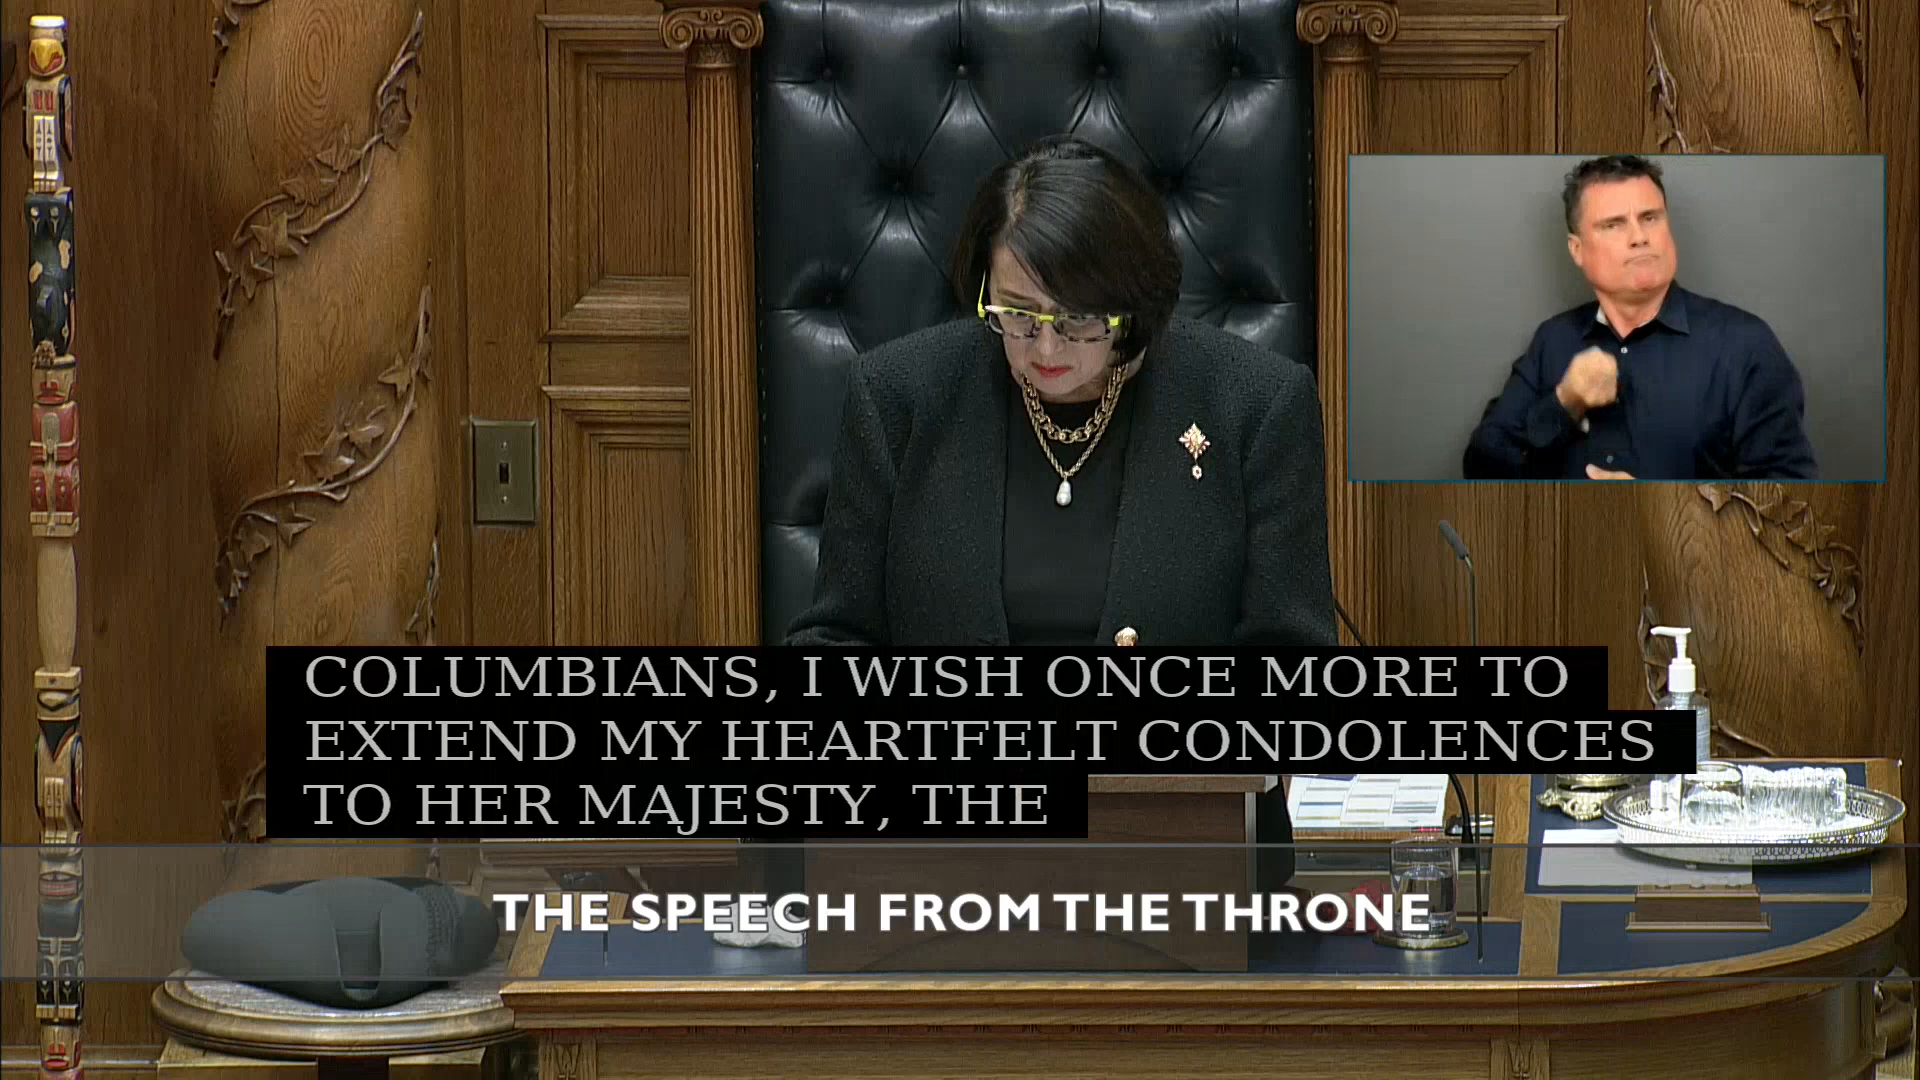 COLUMBIANS, I WISH ONCE MORE TO
EXTEND MY HEARTFELT CONDOLENCES
TO HER MAJESTY, THE
THE SPEECH FROM THE THRONE